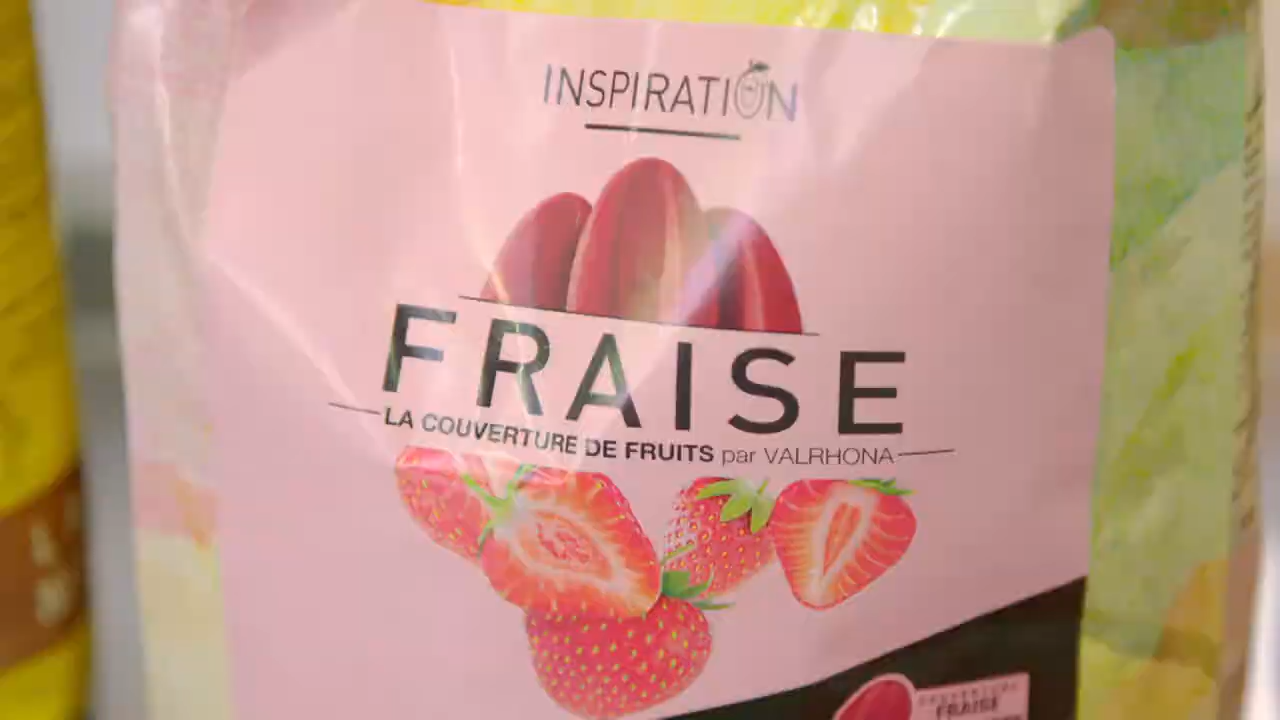 INSPIRATION
FRAISE
LA COUVERTURE DE FRUITS par VALRHONA
FRAISE